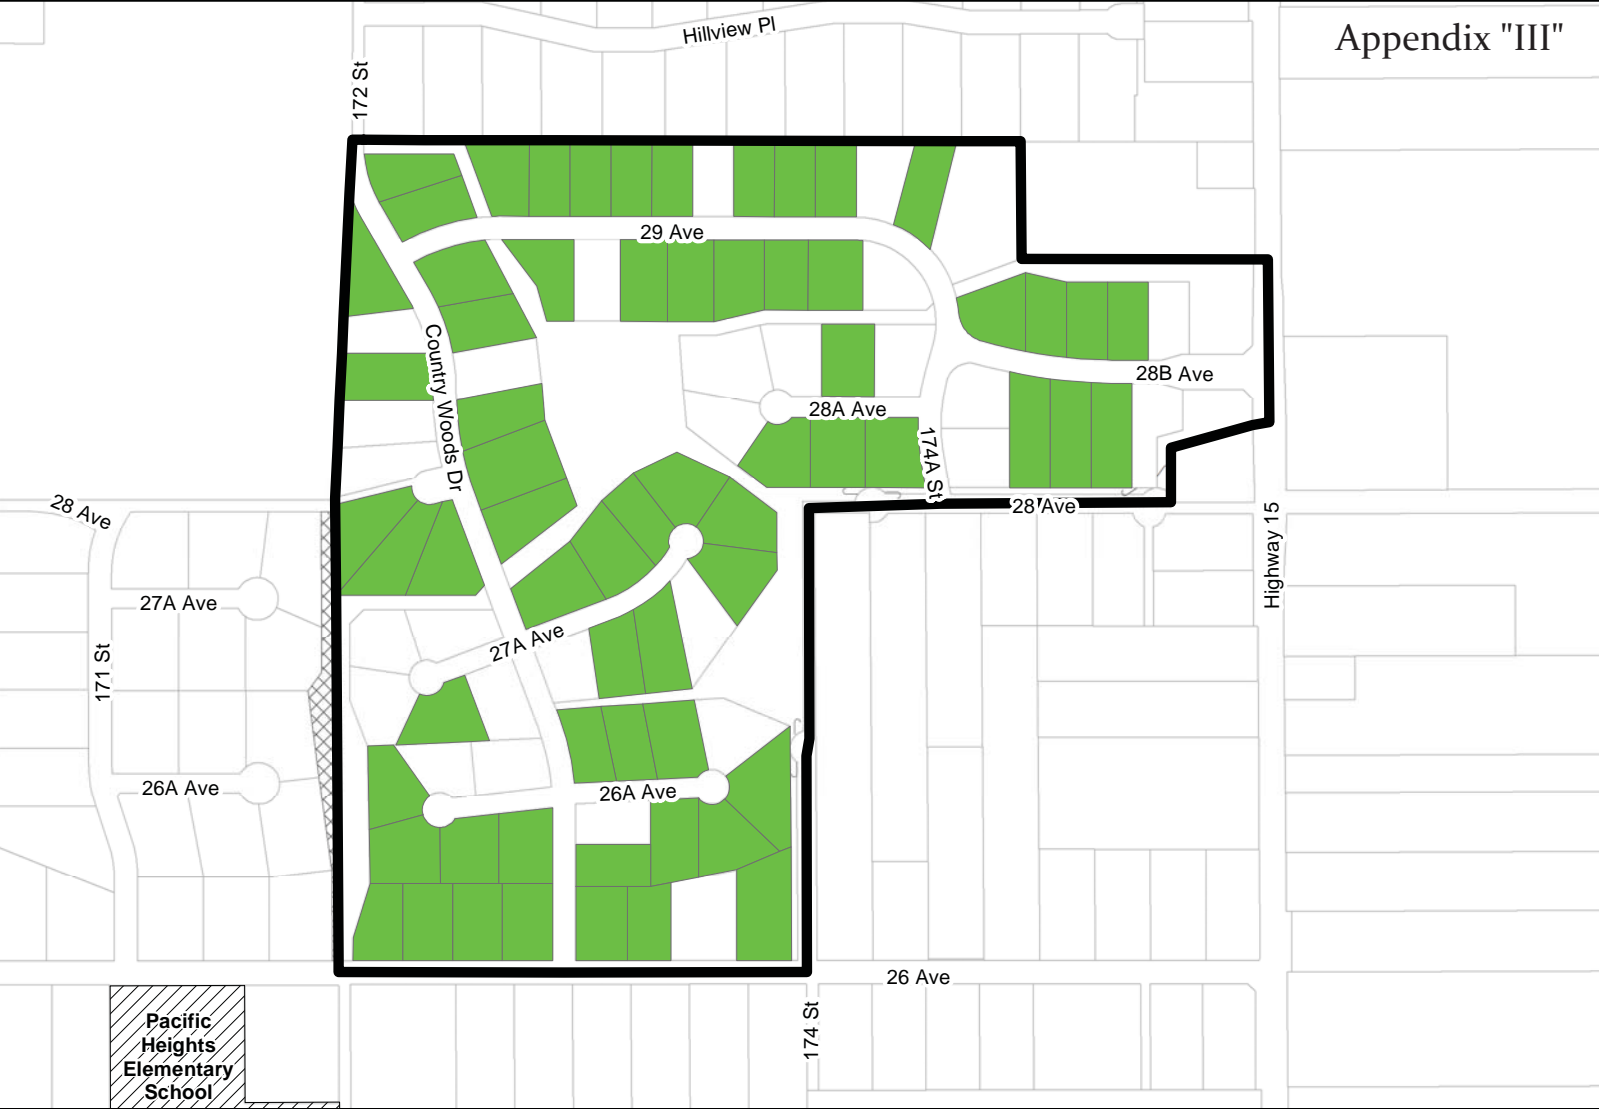 Hillview Pl
Appendix "III"
172 St
29 Ave
Country Woods Dr
28B Ave
28A Ave
174A St
28 Ave
28 Ave
Highway 15
27A Ave
27A Ave
171 St
26A Ave
26A Ave
26 Ave
174 St
Pacific
Heights
Elementary
School